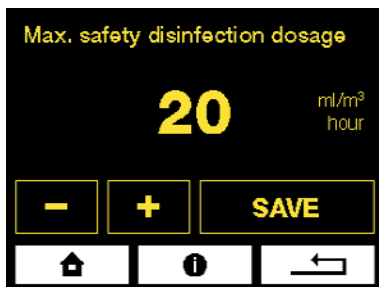 Max. safety disinfection dosage
20
ml/m³
hour
− + SAVE